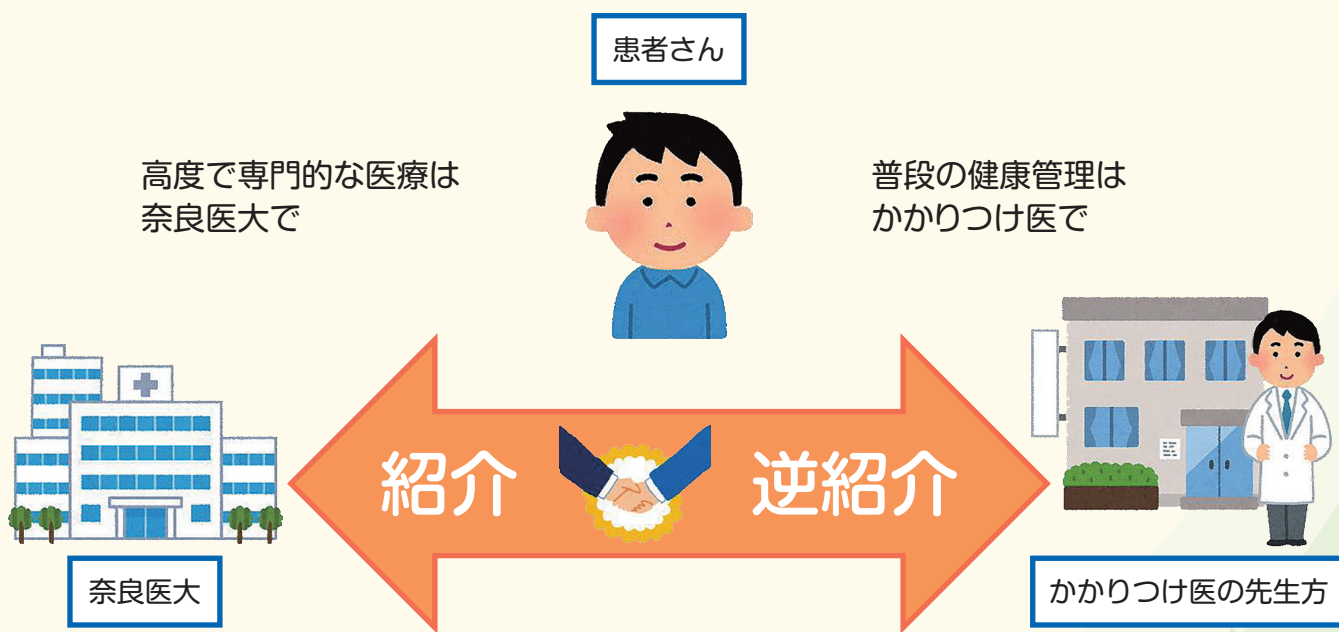 患者さん
高度で専門的な医療は
奈良医大で
普段の健康管理は
かかりつけ医で
紹介
逆紹介
奈良医大
かかりつけ医の先生方